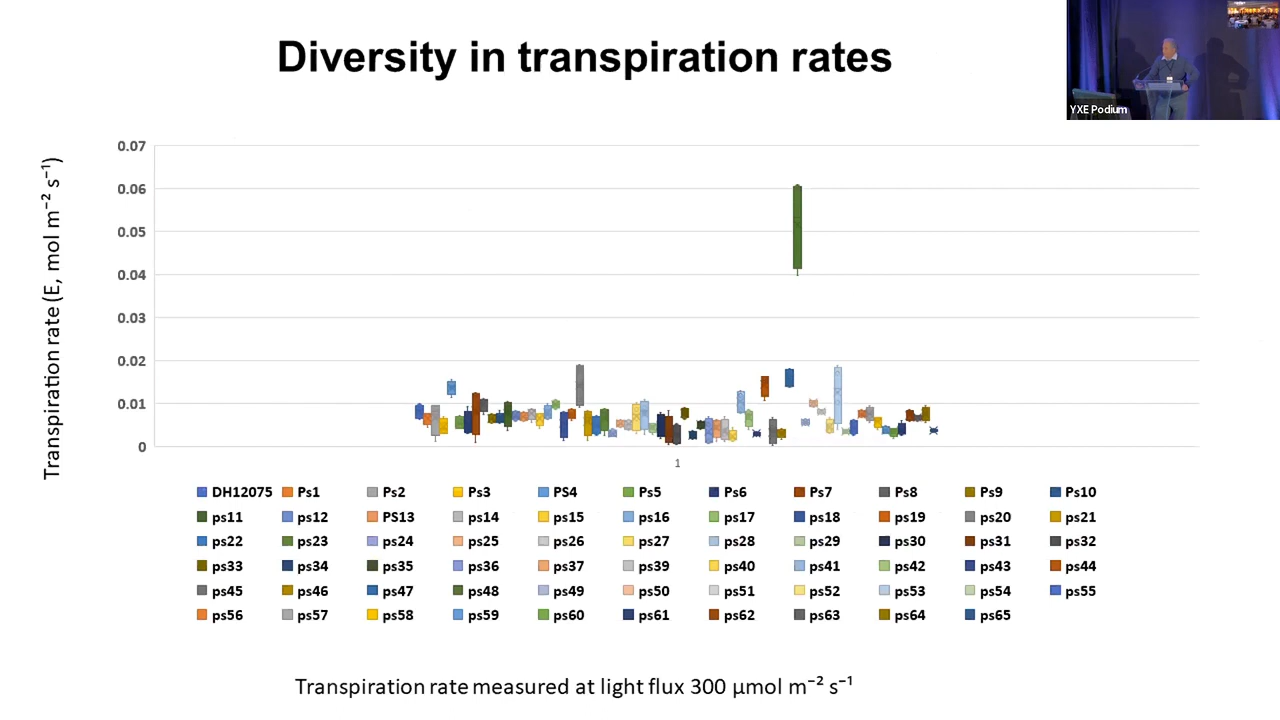 Diversity in transpiration rates
YXE Podium
Transpiration rate (E, mol m⁻² s⁻¹)
0.07
0.06
0.05
0.04
0.03
0.02
0.01
0
1
DH12075 Ps1 Ps2 Ps3 PS4 Ps5 Ps6 Ps7 Ps8 Ps9 Ps10
ps11 ps12 PS13 ps14 ps15 ps16 ps17 ps18 ps19 ps20 ps21
ps22 ps23 ps24 ps25 ps26 ps27 ps28 ps29 ps30 ps31 ps32
ps33 ps34 ps35 ps36 ps37 ps39 ps40 ps41 ps42 ps43 ps44
ps45 ps46 ps47 ps48 ps49 ps50 ps51 ps52 ps53 ps54 ps55
ps56 ps57 ps58 ps59 ps60 ps61 ps62 ps63 ps64 ps65
Transpiration rate measured at light flux 300 µmol m⁻² s⁻¹